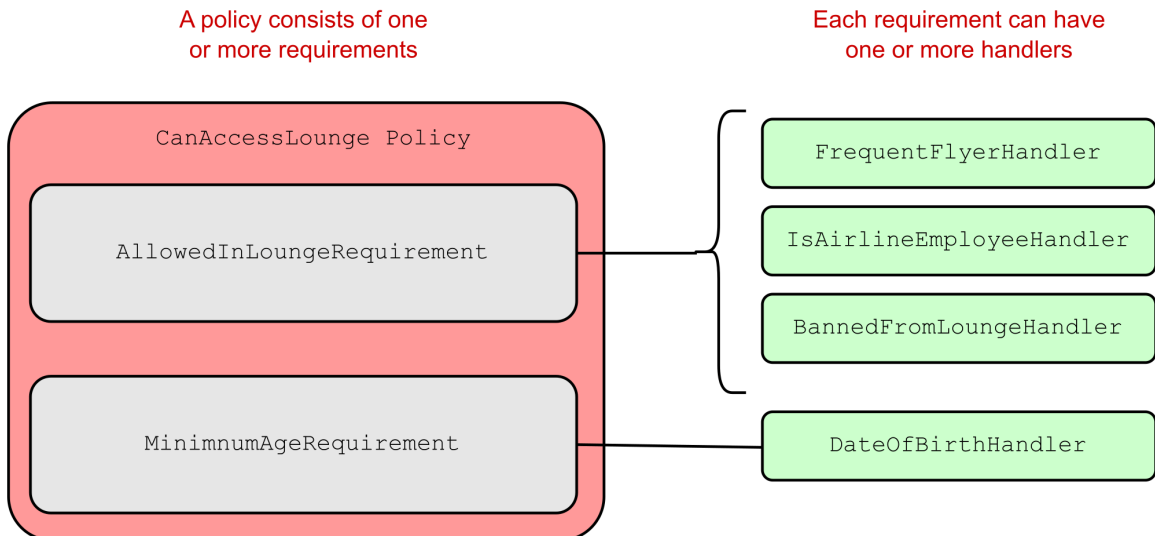 A policy consists of one
or more requirements
Each requirement can have
one or more handlers
CanAccessLounge Policy
AllowedInLoungeRequirement
MinimnumAgeRequirement
FrequentFlyerHandler
IsAirlineEmployeeHandler
BannedFromLoungeHandler
DateOfBirthHandler